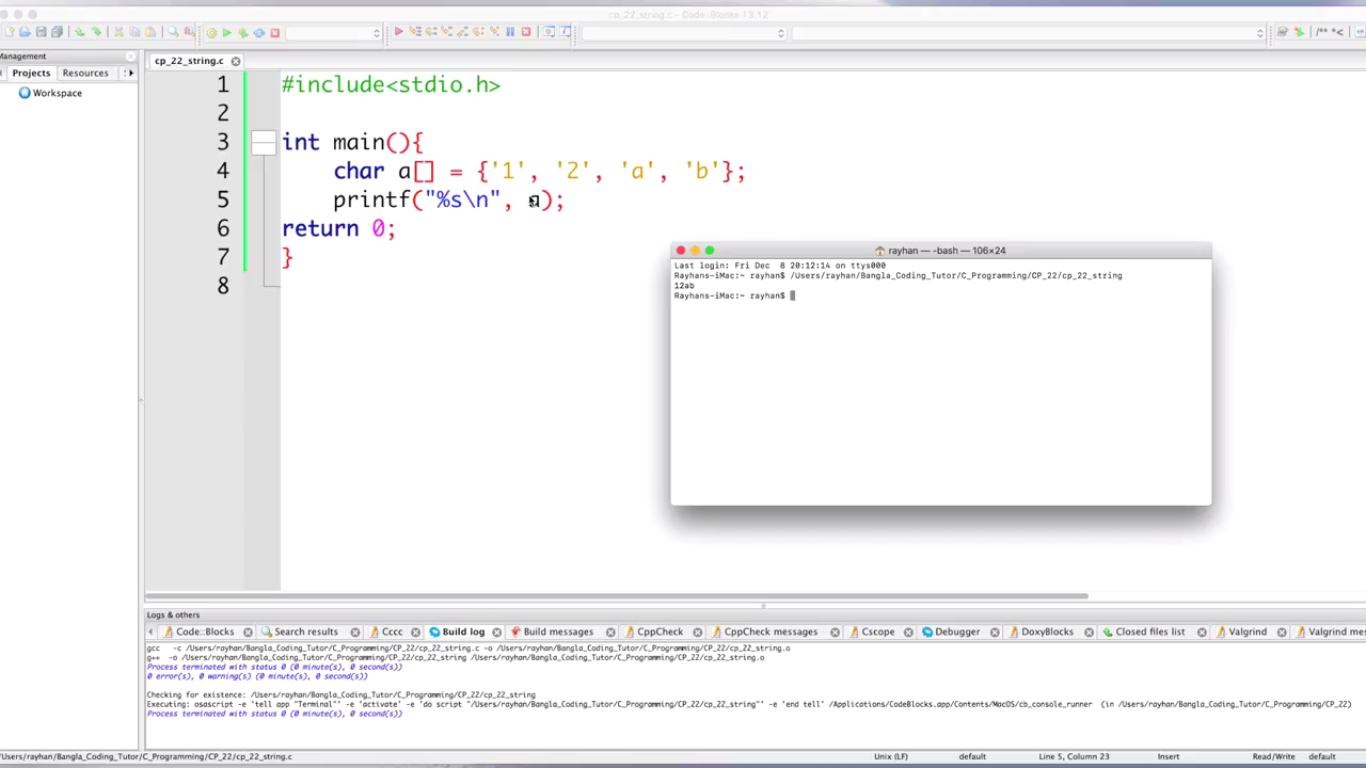 cp_22_string.c - Code::Blocks 13.12
/** *<
Management
Projects Resources
Workspace
cp_22_string.c
1 #include<stdio.h>
2
3 int main(){
4 char a[] = {'1', '2', 'a', 'b'};
5 printf("%s\n", a);
6 return 0;
7 }
8
rayhan — -bash — 106×24
Last login: Fri Dec 8 20:12:14 on ttys000
Rayhans-iMac:~ rayhan$ /Users/rayhan/Bangla_Coding_Tutor/C_Programming/CP_22/cp_22_string
12ab
Rayhans-iMac:~ rayhan$
Logs & others
Code::Blocks Search results Cccc Build log Build messages CppCheck CppCheck messages Cscope Debugger DoxyBlocks Closed files list Valgrind Valgrind mes
gcc -c /Users/rayhan/Bangla_Coding_Tutor/C_Programming/CP_22/cp_22_string.c -o /Users/rayhan/Bangla_Coding_Tutor/C_Programming/CP_22/cp_22_string.o
g++ -o /Users/rayhan/Bangla_Coding_Tutor/C_Programming/CP_22/cp_22_string /Users/rayhan/Bangla_Coding_Tutor/C_Programming/CP_22/cp_22_string.o
Process terminated with status 0 (0 minute(s), 0 second(s))
0 error(s), 0 warning(s) (0 minute(s), 0 second(s))
Checking for existence: /Users/rayhan/Bangla_Coding_Tutor/C_Programming/CP_22/cp_22_string
Executing: osascript -e 'tell app "Terminal"' -e 'activate' -e 'do script "/Users/rayhan/Bangla_Coding_Tutor/C_Programming/CP_22/cp_22_string"' -e 'end tell' /Applications/CodeBlocks.app/Contents/MacOS/cb_console_runner (in /Users/rayhan/Bangla_Coding_Tutor/C_Programming/CP_22)
Process terminated with status 0 (0 minute(s), 0 second(s))
/Users/rayhan/Bangla_Coding_Tutor/C_Programming/CP_22/cp_22_string.c Unix (LF) default Line 5, Column 23 Insert Read/Write default